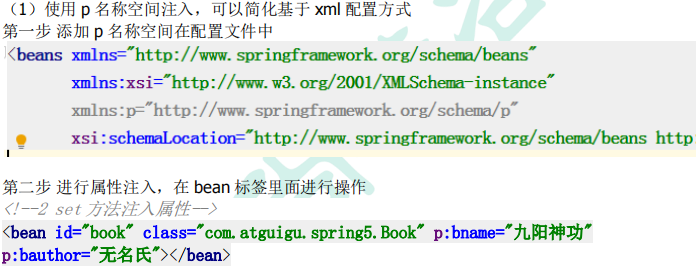 （1）使用 p 名称空间注入，可以简化基于 xml 配置方式
第一步 添加 p 名称空间在配置文件中
<beans xmlns="http://www.springframework.org/schema/beans"
xmlns:xsi="http://www.w3.org/2001/XMLSchema-instance"
xmlns:p="http://www.springframework.org/schema/p"
xsi:schemaLocation="http://www.springframework.org/schema/beans http
第二步 进行属性注入，在 bean 标签里面进行操作
<!--2 set 方法注入属性-->
<bean id="book" class="com.atguigu.spring5.Book" p:bname="九阳神功"
p:bauthor="无名氏"></bean>